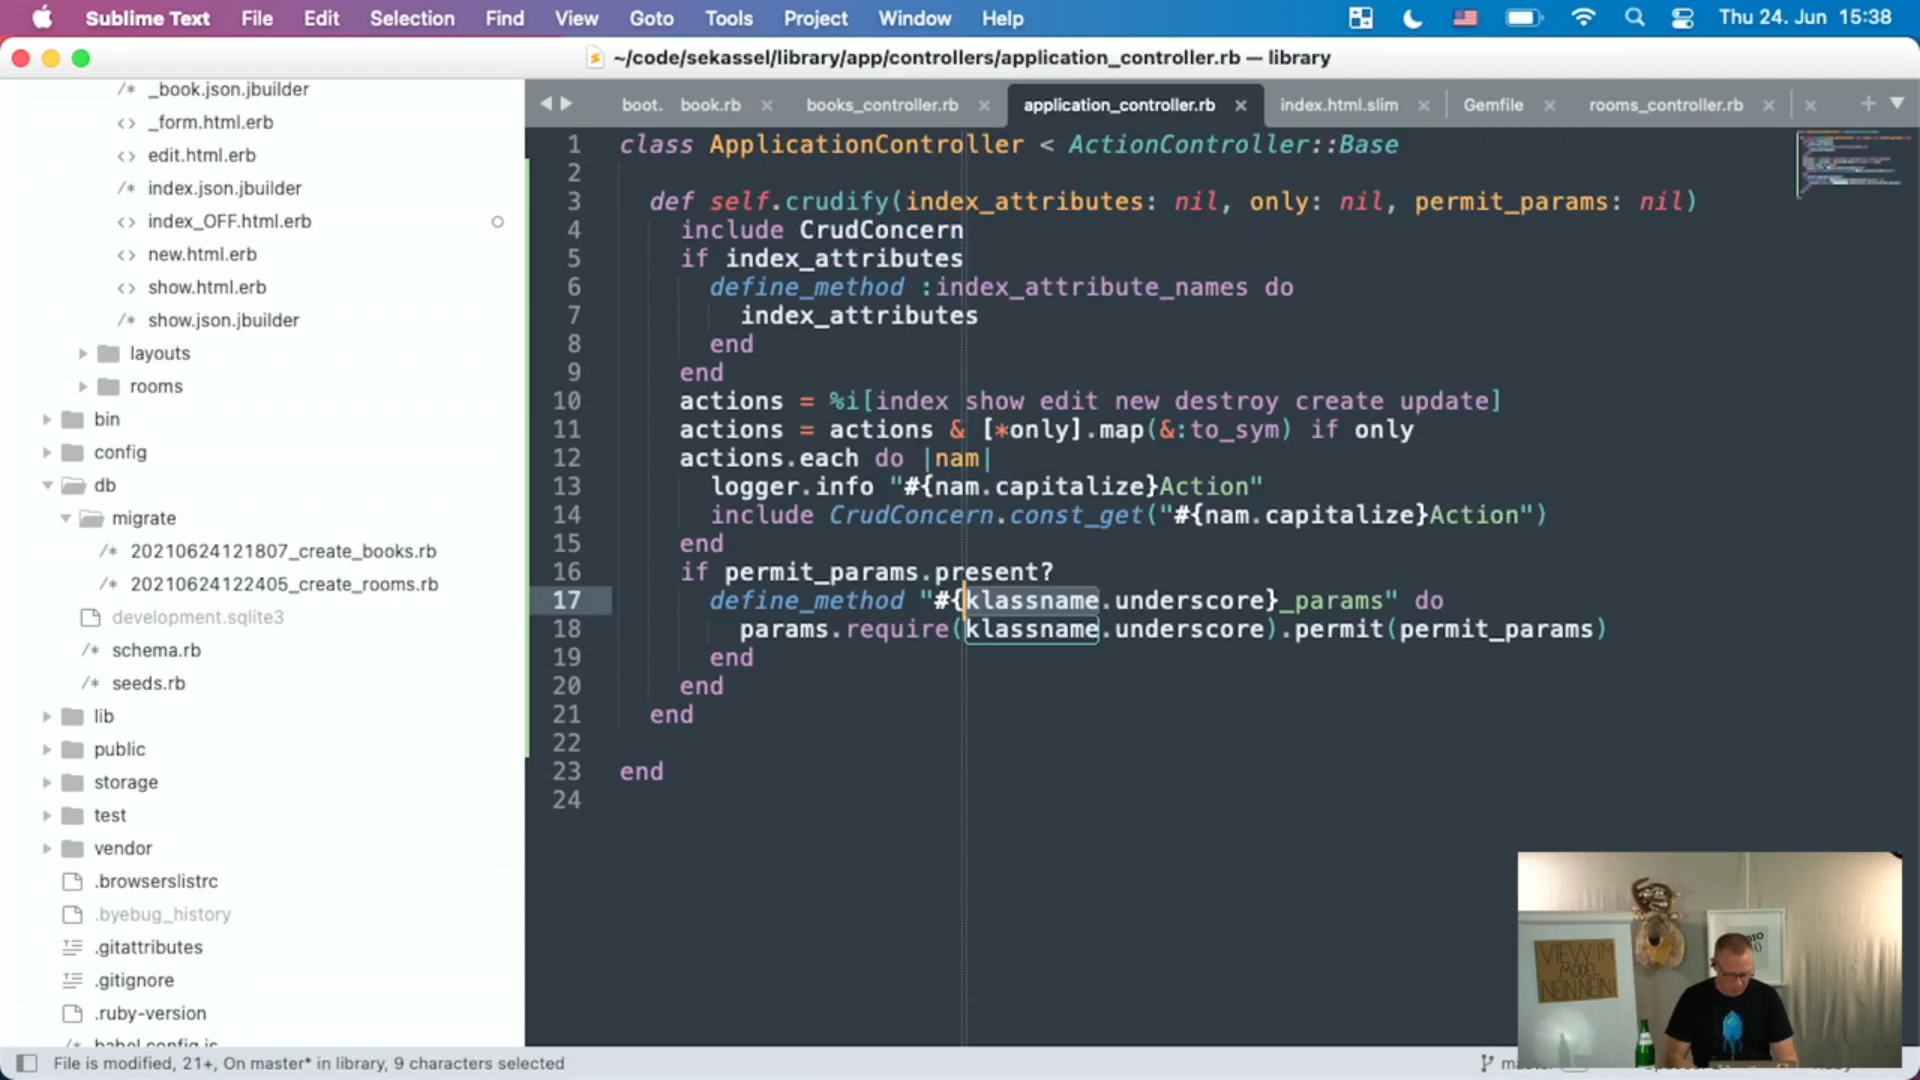 Sublime Text File Edit Selection Find View Goto Tools Project Window Help Thu 24. Jun 15:38
~/code/sekassel/library/app/controllers/application_controller.rb — library
boot. book.rb books_controller.rb application_controller.rb index.html.slim Gemfile rooms_controller.rb
/* _book.json.jbuilder
<> _form.html.erb
<> edit.html.erb
/* index.json.jbuilder
<> index_OFF.html.erb
<> new.html.erb
<> show.html.erb
/* show.json.jbuilder
layouts
rooms
bin
config
db
migrate
/* 20210624121807_create_books.rb
/* 20210624122405_create_rooms.rb
development.sqlite3
/* schema.rb
/* seeds.rb
lib
public
storage
test
vendor
.browserslistrc
.byebug_history
.gitattributes
.gitignore
.ruby-version
babel.config.js
1 class ApplicationController < ActionController::Base
2
3 def self.crudify(index_attributes: nil, only: nil, permit_params: nil)
4 include CrudConcern
5 if index_attributes
6 define_method :index_attribute_names do
7 index_attributes
8 end
9 end
10 actions = %i[index show edit new destroy create update]
11 actions = actions & [*only].map(&:to_sym) if only
12 actions.each do |nam|
13 logger.info "#{nam.capitalize}Action"
14 include CrudConcern.const_get("#{nam.capitalize}Action")
15 end
16 if permit_params.present?
17 define_method "#{klassname.underscore}_params" do
18 params.require(klassname.underscore).permit(permit_params)
19 end
20 end
21 end
22
23 end
24
VIEW IM
MODEL
NEIN NEIN!
File is modified, 21+, On master* in library, 9 characters selected